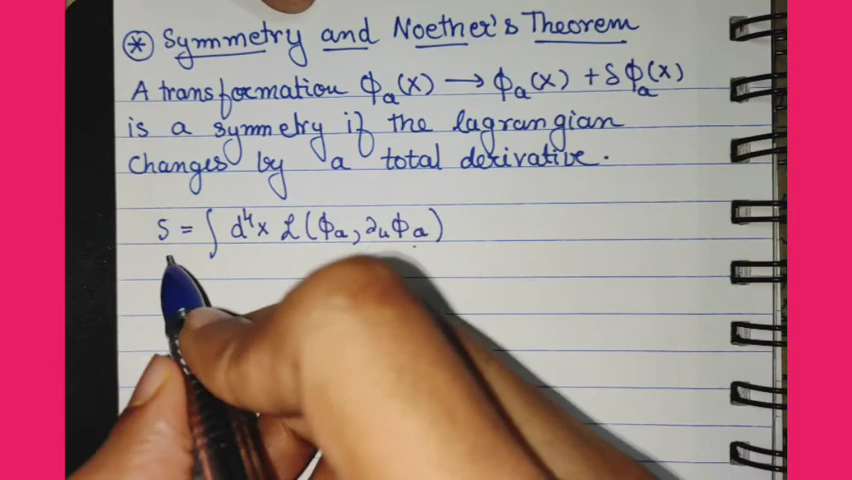 * Symmetry and Noether's Theorem
A transformation ϕₐ(x) → ϕₐ(x) + δϕₐ(x)
is a symmetry if the lagrangian
changes by a total derivative.
S = ∫ d⁴x ℒ(ϕₐ, ∂ᵤϕₐ)